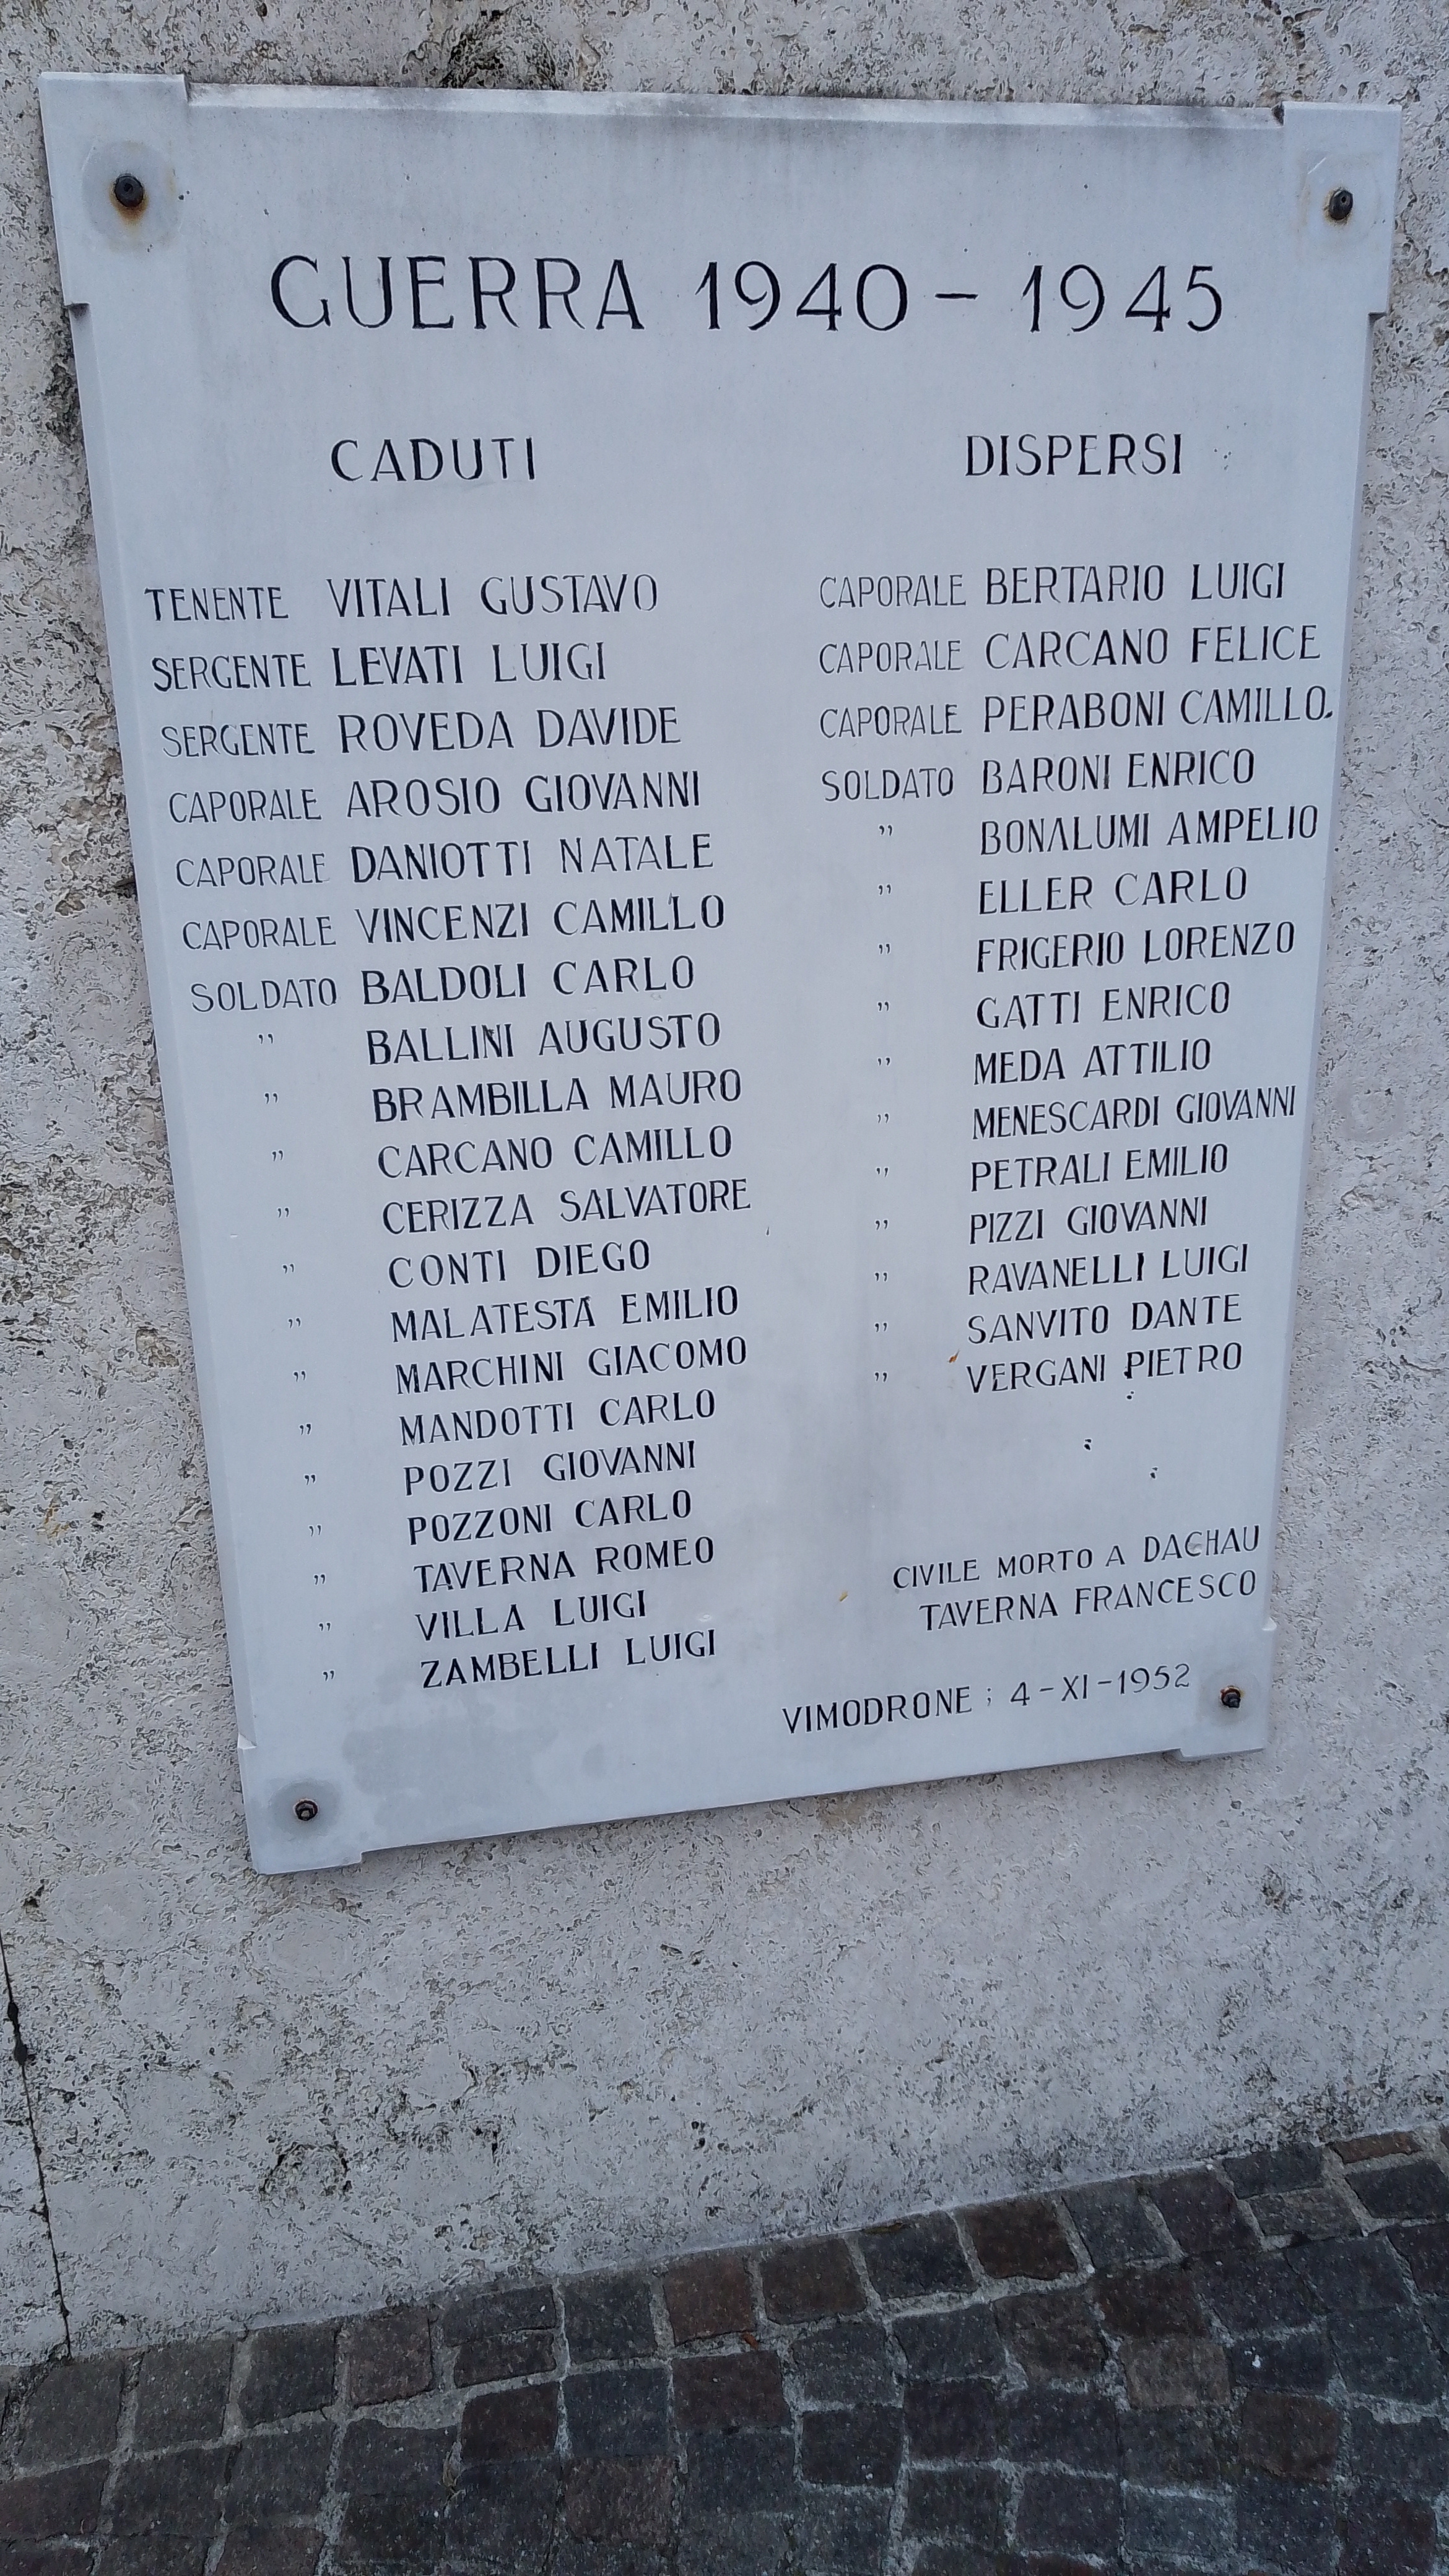 GUERRA 1940 - 1945
CADUTI
TENENTE VITALI GUSTAVO
SERGENTE LEVATI LUIGI
SERGENTE ROVEDA DAVIDE
CAPORALE AROSIO GIOVANNI
CAPORALE DANIOTTI NATALE
CAPORALE VINCENZI CAMILLO
SOLDATO BALDOLI CARLO
" BALLINI AUGUSTO
" BRAMBILLA MAURO
" CARCANO CAMILLO
" CERIZZA SALVATORE
" CONTI DIEGO
" MALATESTA EMILIO
" MARCHINI GIACOMO
" MANDOTTI CARLO
" POZZI GIOVANNI
" POZZONI CARLO
" TAVERNA ROMEO
" VILLA LUIGI
" ZAMBELLI LUIGI
DISPERSI
CAPORALE BERTARIO LUIGI
CAPORALE CARCANO FELICE
CAPORALE PERABONI CAMILLO.
SOLDATO BARONI ENRICO
" BONALUMI AMPELIO
" ELLER CARLO
" FRIGERIO LORENZO
" GATTI ENRICO
" MEDA ATTILIO
" MENESCARDI GIOVANNI
" PETRALI EMILIO
" PIZZI GIOVANNI
" RAVANELLI LUIGI
" SANVITO DANTE
" VERGANI PIETRO
CIVILE MORTO A DACHAU
TAVERNA FRANCESCO
VIMODRONE ; 4-XI-1952